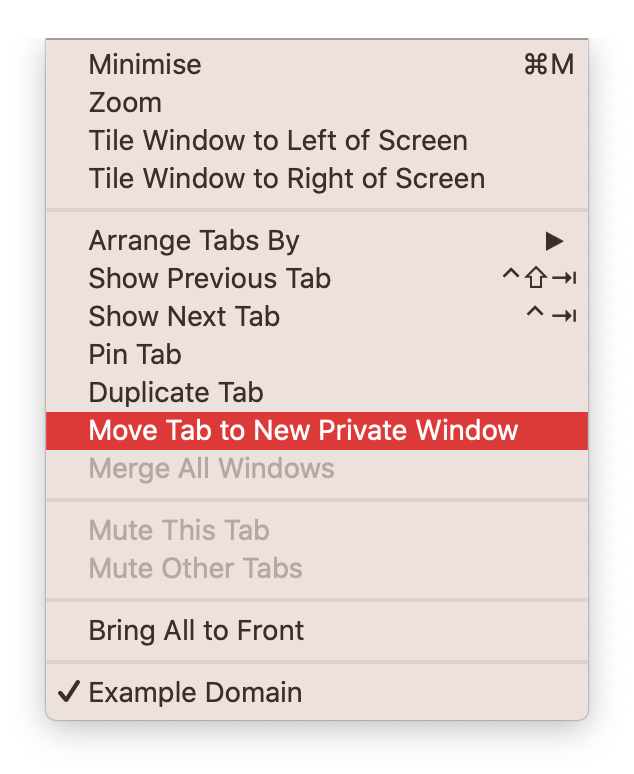 Minimise ⌘M
Zoom
Tile Window to Left of Screen
Tile Window to Right of Screen
Arrange Tabs By ▶
Show Previous Tab ⌃⇧⇥
Show Next Tab ⌃⇥
Pin Tab
Duplicate Tab
Move Tab to New Private Window
Merge All Windows
Mute This Tab
Mute Other Tabs
Bring All to Front
✓ Example Domain